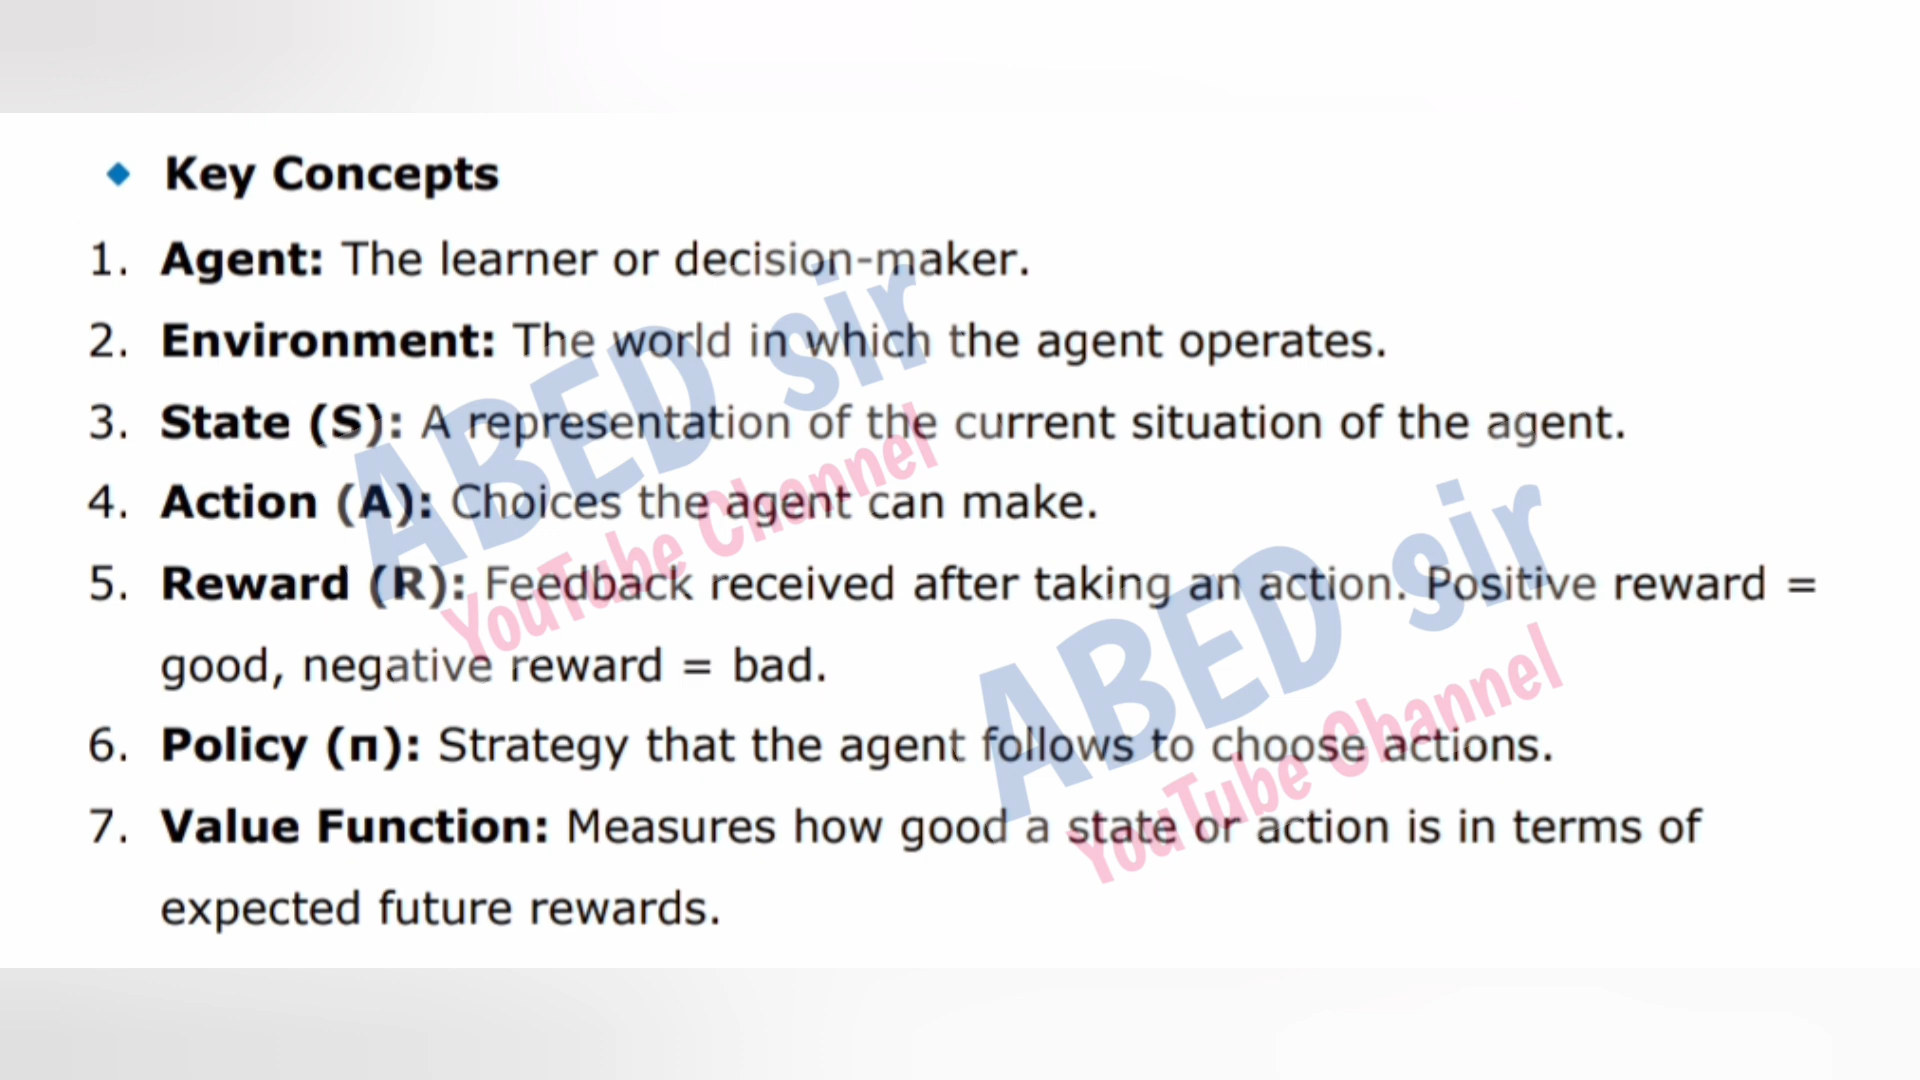 ◆ Key Concepts
1. Agent: The learner or decision-maker.
2. Environment: The world in which the agent operates.
3. State (S): A representation of the current situation of the agent.
4. Action (A): Choices the agent can make.
5. Reward (R): Feedback received after taking an action. Positive reward =
good, negative reward = bad.
6. Policy (π): Strategy that the agent follows to choose actions.
7. Value Function: Measures how good a state or action is in terms of
expected future rewards.
ABED sir
YouTube Channel
ABED sir
YouTube Channel